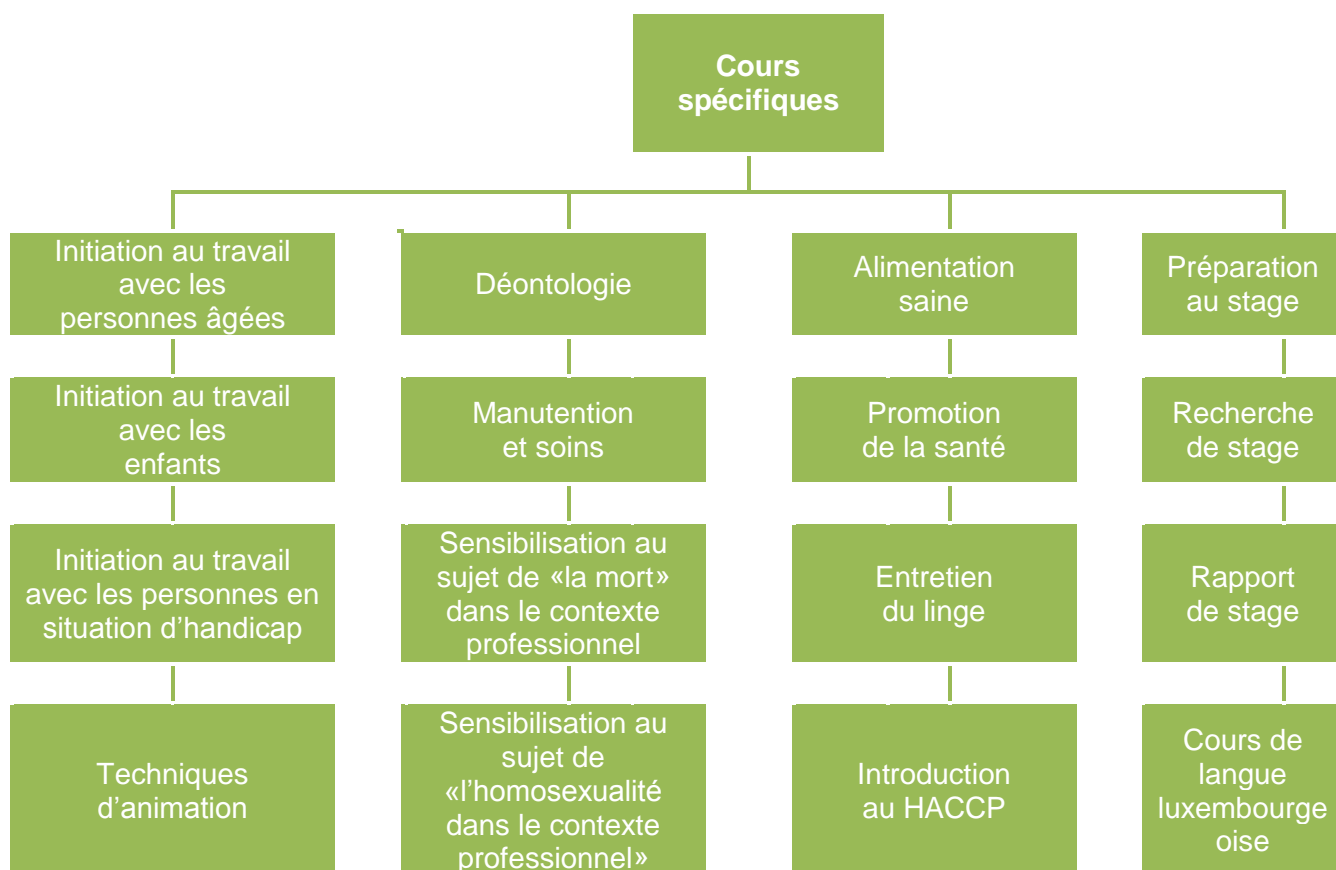 Cours
spécifiques
Initiation au travail
avec les
personnes âgées
Déontologie
Alimentation
saine
Préparation
au stage
Initiation au travail
avec les
enfants
Manutention
et soins
Promotion
de la santé
Recherche
de stage
Initiation au travail
avec les personnes en
situation d’handicap
Sensibilisation au
sujet de «la mort»
dans le contexte
professionnel
Entretien
du linge
Rapport
de stage
Techniques
d’animation
Sensibilisation au
sujet de
«l'homosexualité
dans le contexte
professionnel»
Introduction
au HACCP
Cours de
langue
luxembourge
oise